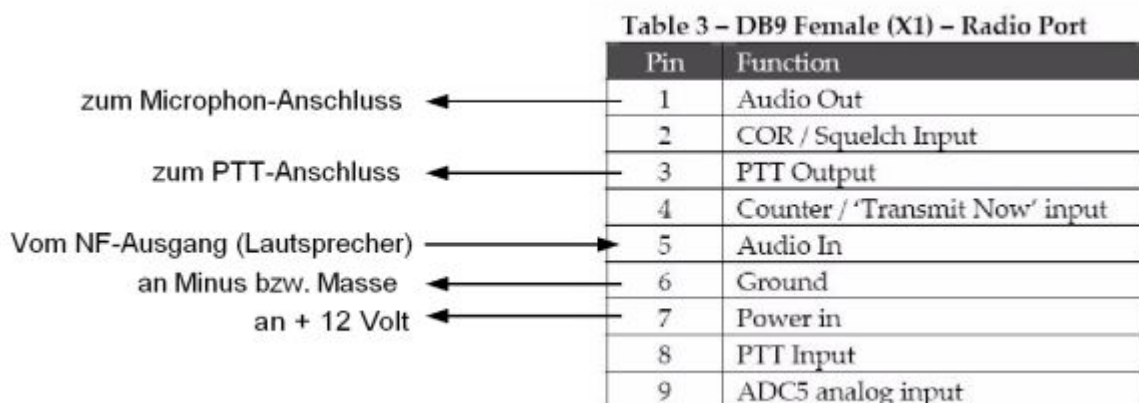 Table 3 – DB9 Female (X1) – Radio Port
Pin Function
zum Microphon-Anschluss 1 Audio Out
2 COR / Squelch Input
zum PTT-Anschluss 3 PTT Output
4 Counter / ‘Transmit Now’ input
Vom NF-Ausgang (Lautsprecher) 5 Audio In
an Minus bzw. Masse 6 Ground
an + 12 Volt 7 Power in
8 PTT Input
9 ADC5 analog input